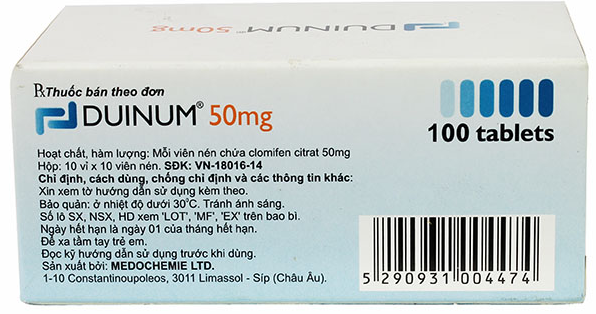 DUINUM® 50mg
℞Thuốc bán theo đơn
DUINUM® 50mg
100 tablets
Hoạt chất, hàm lượng: Mỗi viên nén chứa clomifen citrat 50mg
Hộp: 10 vỉ x 10 viên nén. SĐK: VN-18016-14
Chỉ định, cách dùng, chống chỉ định và các thông tin khác:
Xin xem tờ hướng dẫn sử dụng kèm theo.
Bảo quản: ở nhiệt độ dưới 30°C. Tránh ánh sáng.
Số lô SX, NSX, HD xem 'LOT', 'MF', 'EX' trên bao bì.
Ngày hết hạn là ngày 01 của tháng hết hạn.
Để xa tầm tay trẻ em.
Đọc kỹ hướng dẫn sử dụng trước khi dùng.
Sản xuất bởi: MEDOCHEMIE LTD.
1-10 Constantinoupoleos, 3011 Limassol - Síp (Châu Âu).
5 290931 004474